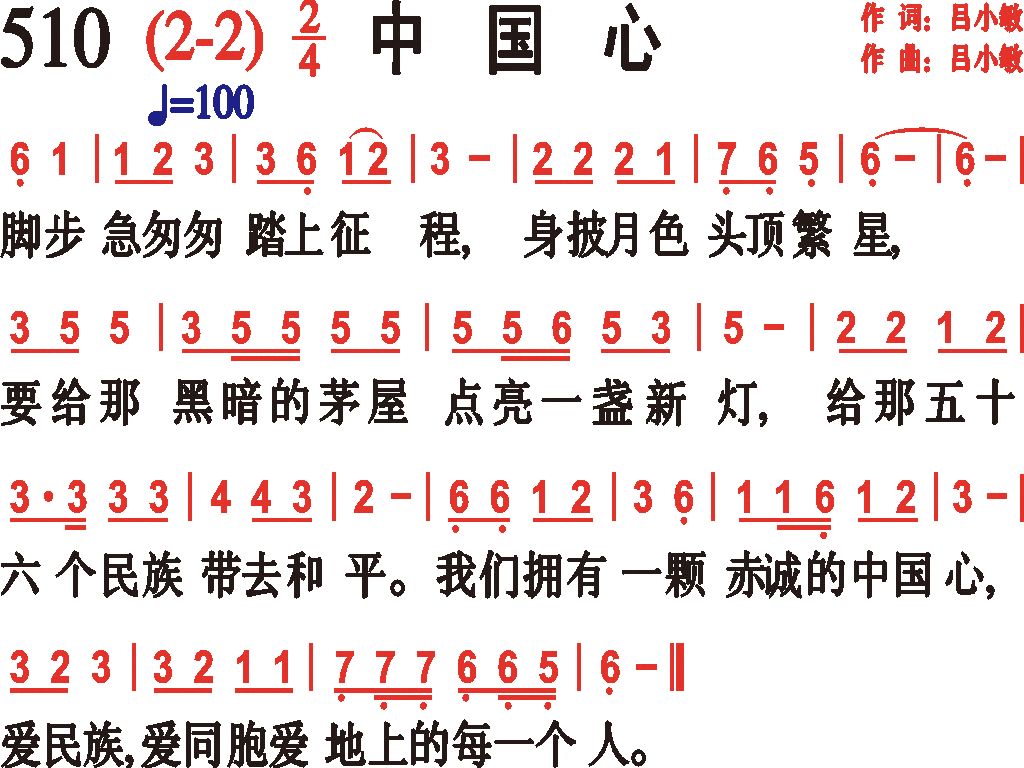 510 (2-2) 2/4 中 国 心 作 词：吕小敏
♩=100 作 曲：吕小敏
6 1 | 1 2 3 | 3 6 1 2 | 3 - | 2 2 2 1 | 7 6 5 | 6 - | 6 - |
脚步 急匆匆 踏上征 程, 身披月色 头顶繁 星,
3 5 5 | 3 5 5 5 5 | 5 5 6 5 3 | 5 - | 2 2 1 2 |
要给那 黑暗的茅屋 点亮一盏新 灯, 给那五十
3 · 3 3 3 | 4 4 3 | 2 - | 6 6 1 2 | 3 6 | 1 1 6 1 2 | 3 - |
六 个民族 带去和 平。我们拥有 一颗 赤诚的中国 心,
3 2 3 | 3 2 1 1 | 7 7 7 6 6 5 | 6 - ‖
爱民族,爱同胞爱 地上的每一个 人。